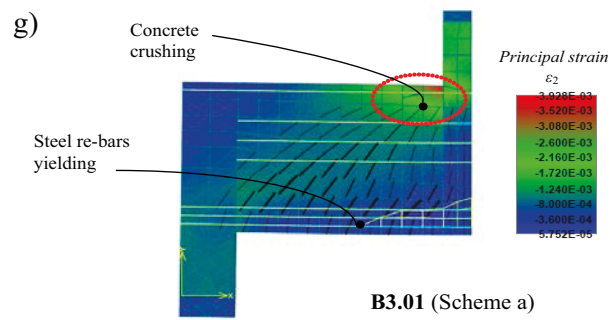 g)
Concrete
crushing
Principal strain
ε2
-3.928E-03
-3.520E-03
-3.080E-03
-2.600E-03
-2.160E-03
-1.720E-03
-1.240E-03
-8.000E-04
-3.600E-04
5.752E-05
Steel re-bars
yielding
x
B3.01 (Scheme a)